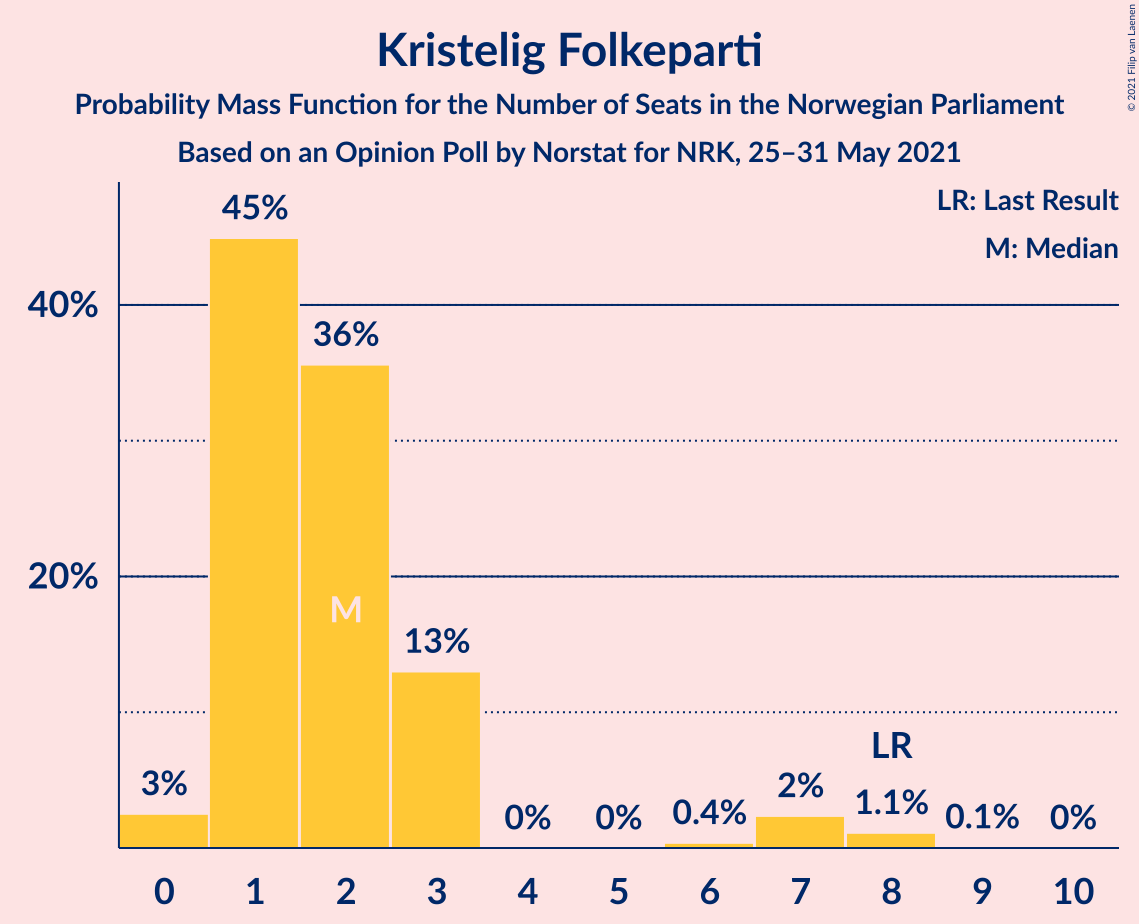 Kristelig Folkeparti
Probability Mass Function for the Number of Seats in the Norwegian Parliament
Based on an Opinion Poll by Norstat for NRK, 25–31 May 2021
© 2021 Filip van Laenen
LR: Last Result
M: Median
45%
40%
36%
20%
M
13%
LR
3%
0%
0%
0.4%
2%
1.1%
0.1%
0%
0 1 2 3 4 5 6 7 8 9 10